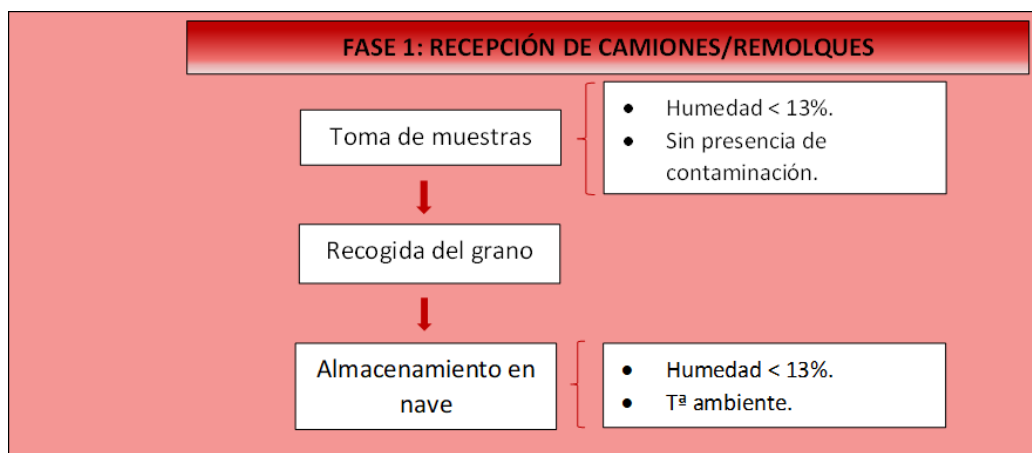 FASE 1: RECEPCIÓN DE CAMIONES/REMOLQUES
Toma de muestras
• Humedad < 13%.
• Sin presencia de
contaminación.
Recogida del grano
Almacenamiento en
nave
• Humedad < 13%.
• Tª ambiente.